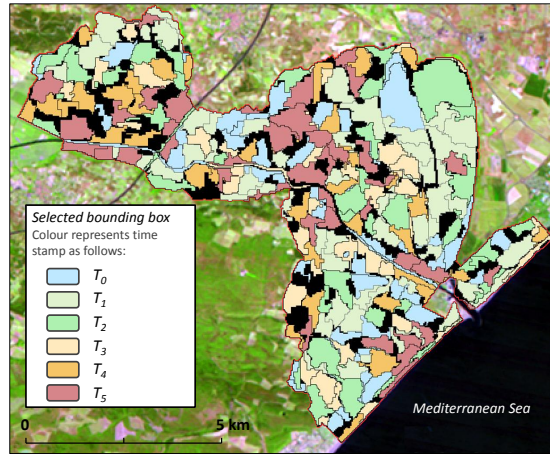 Selected bounding box
Colour represents time
stamp as follows:
T0
T1
T2
T3
T4
T5
0 5 km
Mediterranean Sea